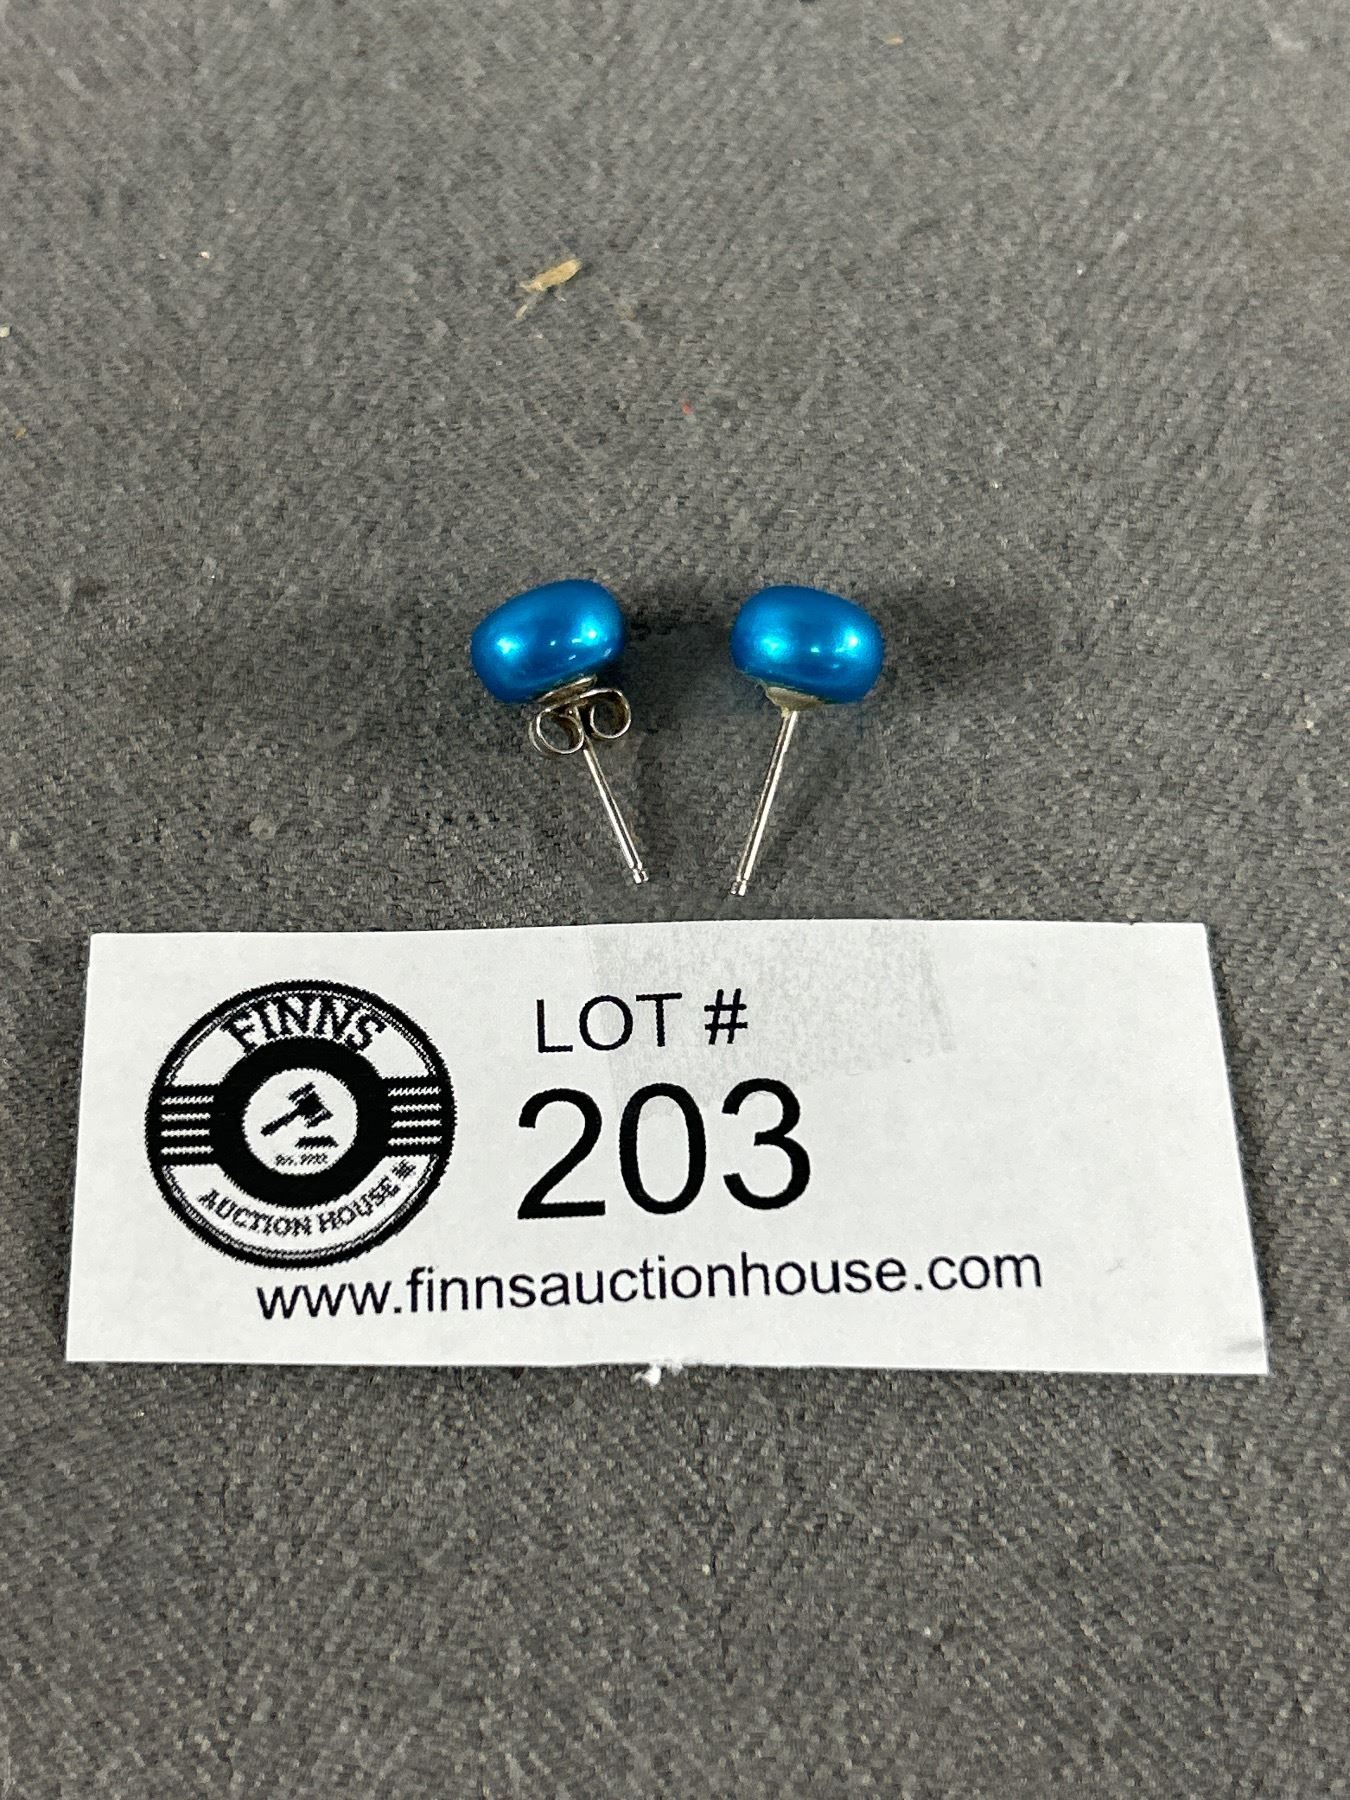 FINNS
AUCTION HOUSE
LOT #
203
www.finnsauctionhouse.com